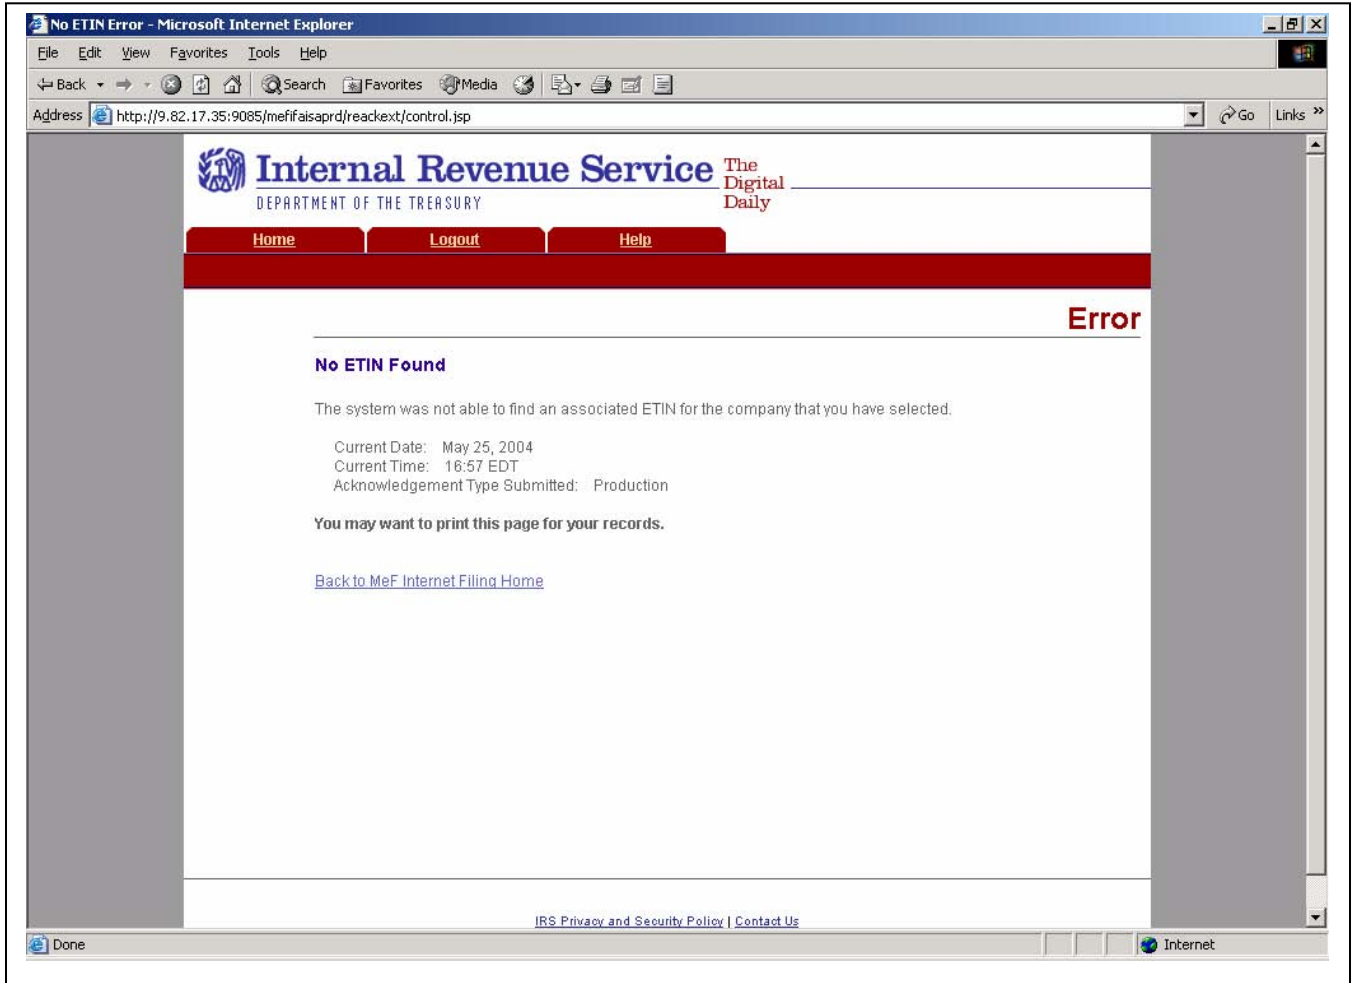 No ETIN Error - Microsoft Internet Explorer
File Edit View Favorites Tools Help
Back Search Favorites Media
Address http://9.82.17.35:9085/mefifaisaprd/reackext/control.jsp Go Links »
Internal Revenue Service
DEPARTMENT OF THE TREASURY
The
Digital
Daily
Home Logout Help
Error
No ETIN Found
The system was not able to find an associated ETIN for the company that you have selected.
Current Date: May 25, 2004
Current Time: 16:57 EDT
Acknowledgement Type Submitted: Production
You may want to print this page for your records.
Back to MeF Internet Filing Home
IRS Privacy and Security Policy | Contact Us
Done Internet